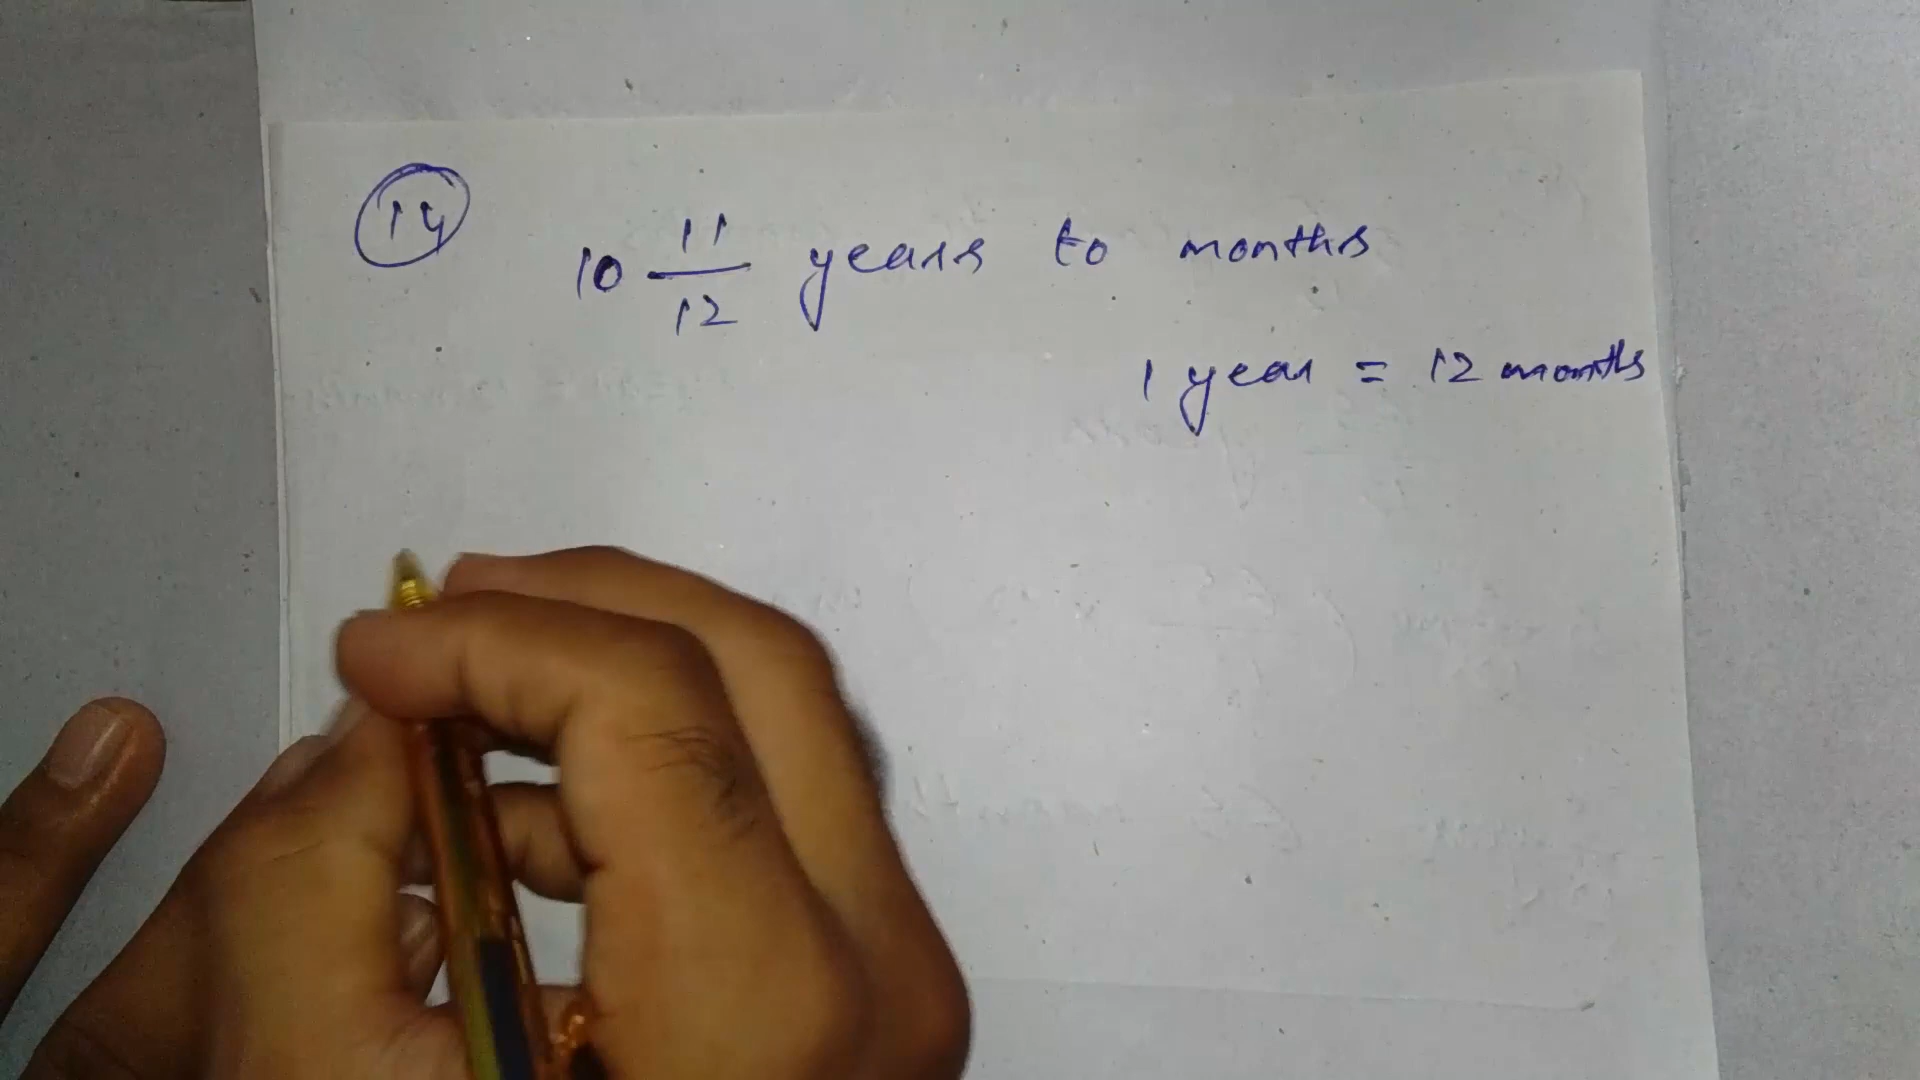 14
10 11/12 years to months
1 year = 12 months